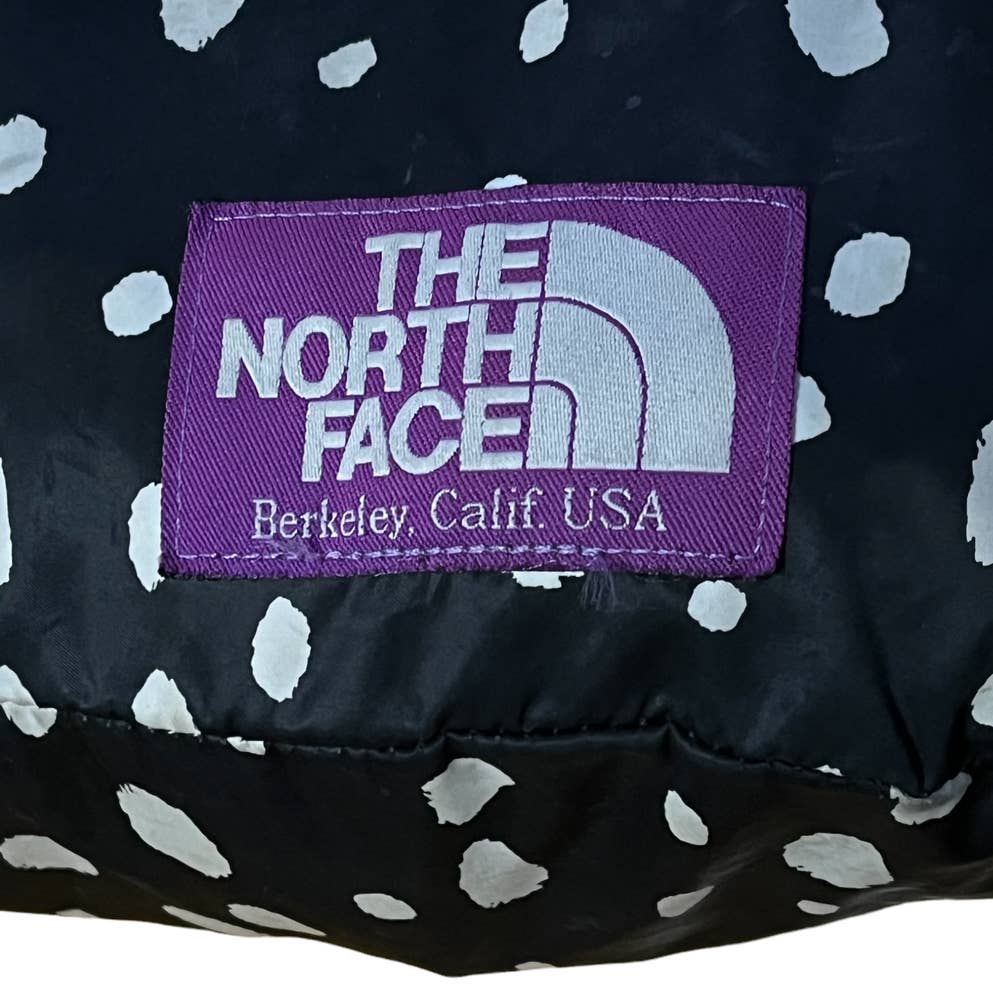 THE
NORTH
FACE
Berkeley, Calif. USA